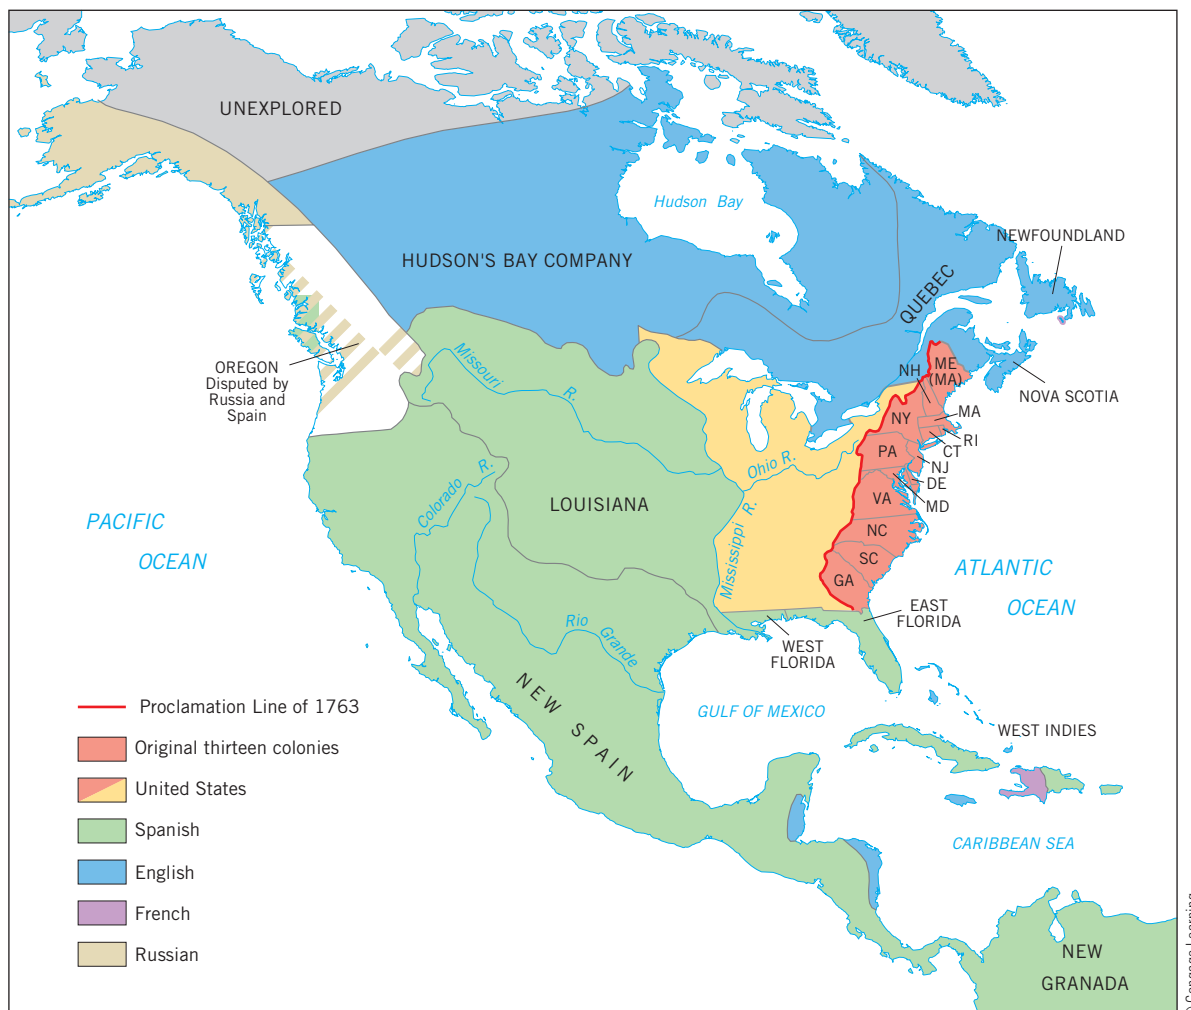 UNEXPLORED
Hudson Bay
HUDSON'S BAY COMPANY
NEWFOUNDLAND
QUEBEC
OREGON
Disputed by
Russia and
Spain
Missouri
R.
NH
ME
(MA)
NOVA SCOTIA
NY
MA
RI
CT
PA
NJ
DE
MD
Ohio R.
VA
NC
SC
GA
Colorado
R.
LOUISIANA
Mississippi R.
PACIFIC
OCEAN
ATLANTIC
OCEAN
EAST
FLORIDA
WEST
FLORIDA
Rio Grande
NEW SPAIN
GULF OF MEXICO
WEST INDIES
CARIBBEAN SEA
NEW
GRANADA
Proclamation Line of 1763
Original thirteen colonies
United States
Spanish
English
French
Russian
Cengage Learning